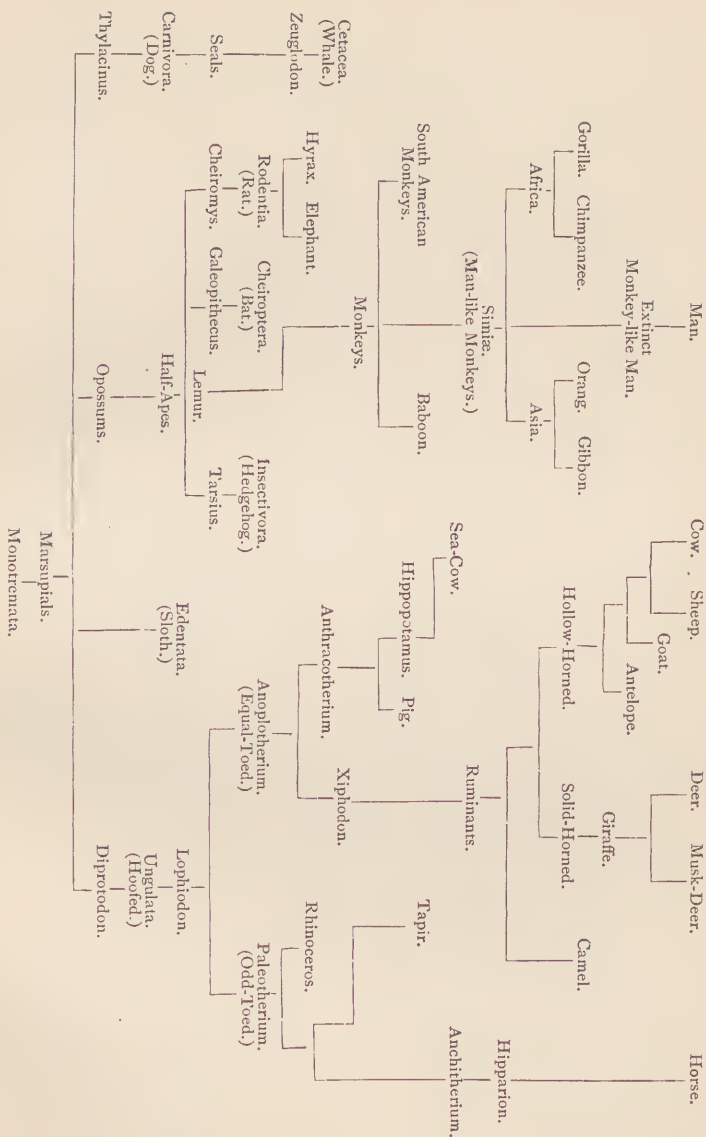 Man.
Extinct
Monkey-like Man.
Gorilla. Chimpanzee.
Orang. Gibbon.
Africa.
Asia.
Simiæ.
(Man-like Monkeys.)
South American
Monkeys.
Baboon.
Monkeys.
Hyrax. Elephant.
Rodentia.
(Rat.)
Cheiroptera.
(Bat.)
Insectivora.
(Hedgehog.)
Cheiromys.
Galeopithecus.
Lemur.
Tarsius.
Half-Apes.
Opossums.
Cetacea.
(Whale.)
Zeuglodon.
Seals.
Carnivora.
(Dog.)
Thylacinus.
Cow. Sheep.
Goat.
Antelope.
Hollow-Horned.
Deer. Musk-Deer.
Giraffe.
Solid-Horned.
Camel.
Ruminants.
Sea-Cow.
Hippopotamus. Pig.
Anthracotherium.
Xiphodon.
Anoplotherium.
(Equal-Toed.)
Horse.
Hipparion.
Anchitherium.
Tapir.
Rhinoceros.
Paleotherium.
(Odd-Toed.)
Lophiodon.
Ungulata.
(Hoofed.)
Diprotodon.
Edentata.
(Sloth.)
Marsupials.
Monotremata.